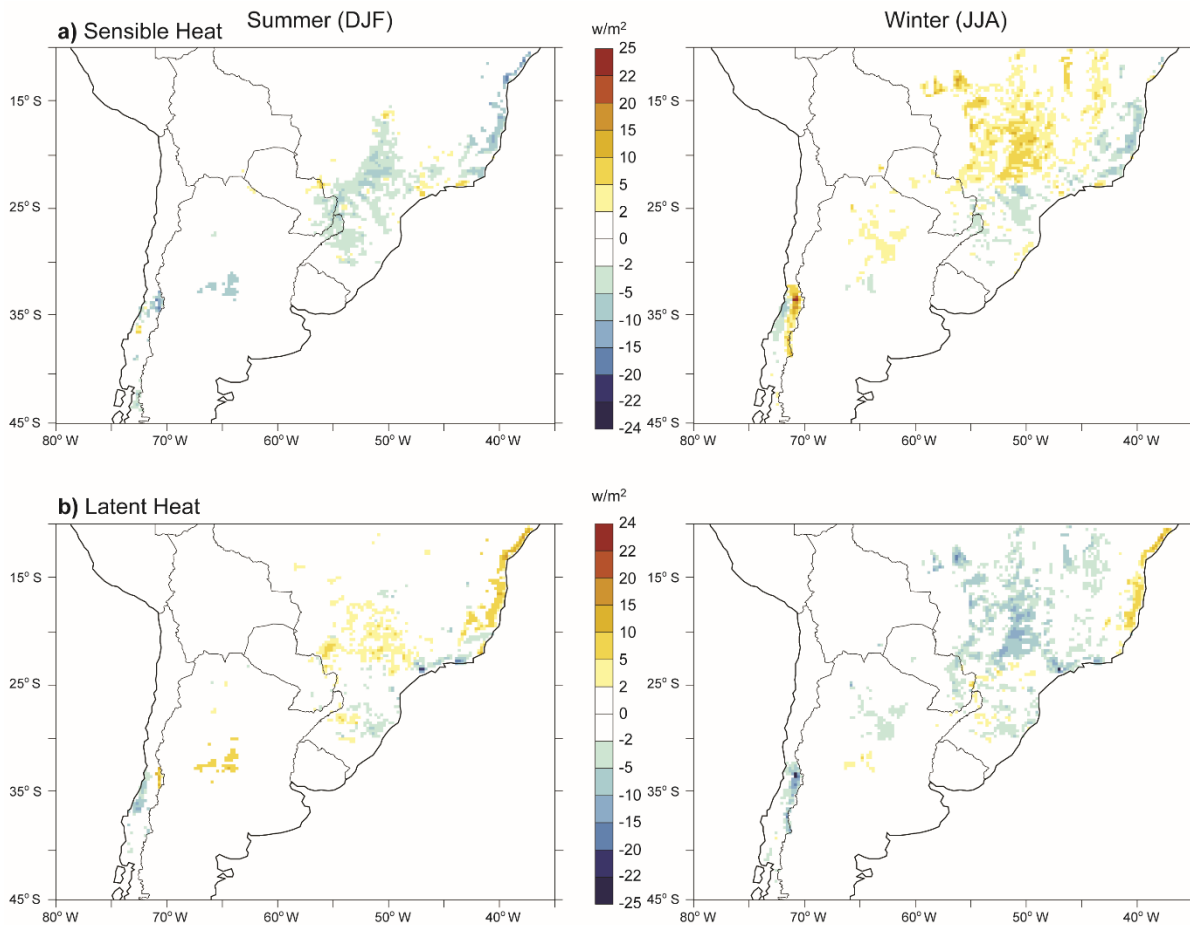 Summer (DJF)
Winter (JJA)
a) Sensible Heat
w/m²
25
22
20
15
10
5
2
0
-2
-5
-10
-15
-20
-22
-24
15° S
25° S
35° S
45° S
80° W
70° W
60° W
50° W
40° W
15° S
25° S
35° S
45° S
80° W
70° W
60° W
50° W
40° W
b) Latent Heat
w/m²
24
22
20
15
10
5
2
0
-2
-5
-10
-15
-20
-22
-25
15° S
25° S
35° S
45° S
80° W
70° W
60° W
50° W
40° W
15° S
25° S
35° S
45° S
80° W
70° W
60° W
50° W
40° W